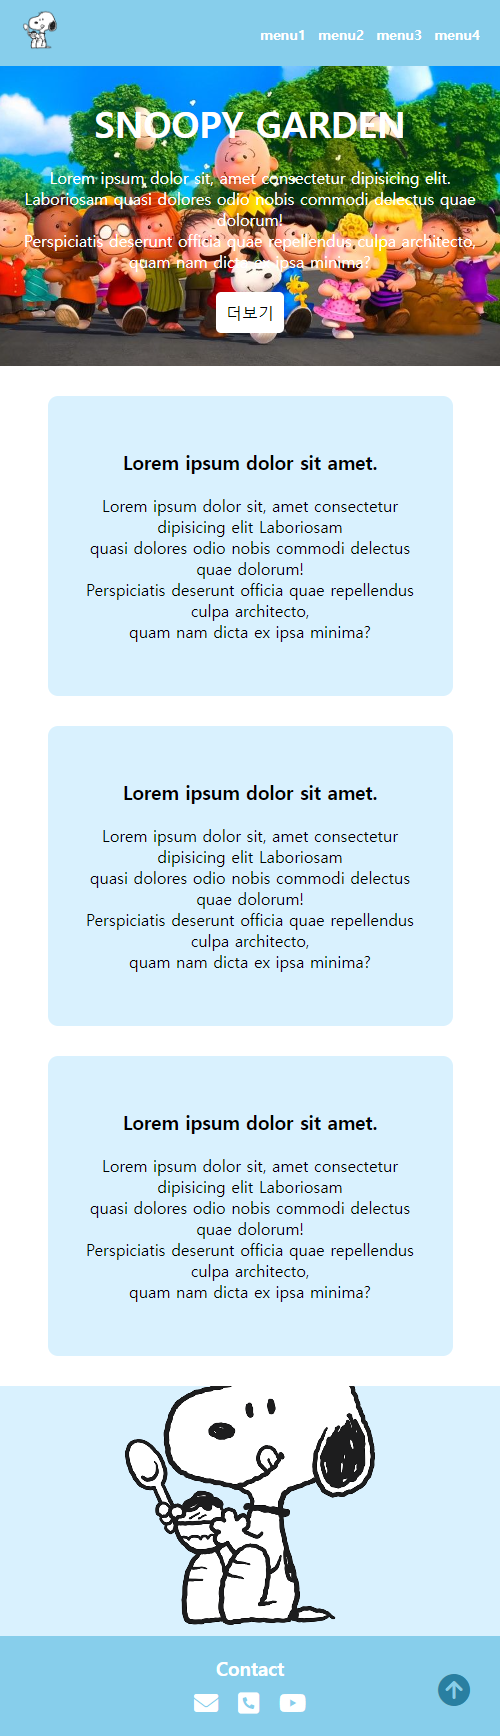 menu1 menu2 menu3 menu4
SNOOPY GARDEN
Lorem ipsum dolor sit, amet consectetur dipisicing elit.
Laboriosam quasi dolores odio nobis commodi delectus quae
dolorum!
Perspiciatis deserunt officia quae repellendus culpa architecto,
quam nam dicta ex ipsa minima?
더보기
Lorem ipsum dolor sit amet.
Lorem ipsum dolor sit, amet consectetur
dipisicing elit Laboriosam
quasi dolores odio nobis commodi delectus
quae dolorum!
Perspiciatis deserunt officia quae repellendus
culpa architecto,
quam nam dicta ex ipsa minima?
Lorem ipsum dolor sit amet.
Lorem ipsum dolor sit, amet consectetur
dipisicing elit Laboriosam
quasi dolores odio nobis commodi delectus
quae dolorum!
Perspiciatis deserunt officia quae repellendus
culpa architecto,
quam nam dicta ex ipsa minima?
Lorem ipsum dolor sit amet.
Lorem ipsum dolor sit, amet consectetur
dipisicing elit Laboriosam
quasi dolores odio nobis commodi delectus
quae dolorum!
Perspiciatis deserunt officia quae repellendus
culpa architecto,
quam nam dicta ex ipsa minima?
Contact